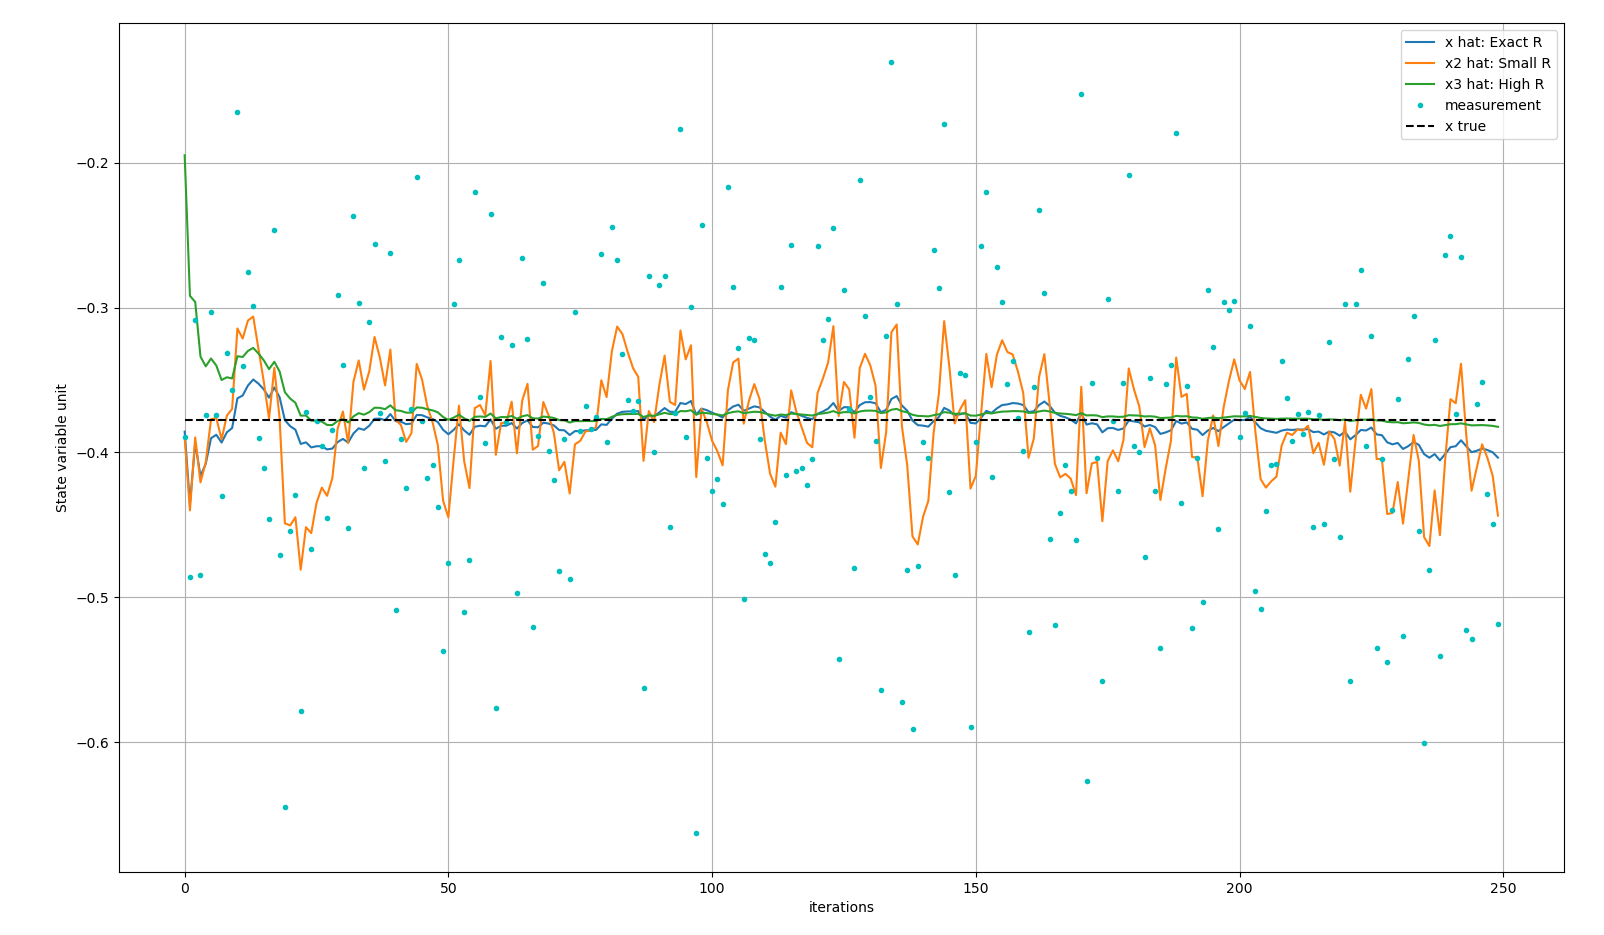 x hat: Exact R
x2 hat: Small R
x3 hat: High R
measurement
x true
−0.2
−0.3
−0.4
−0.5
−0.6
State variable unit
0 50 100 150 200 250
iterations